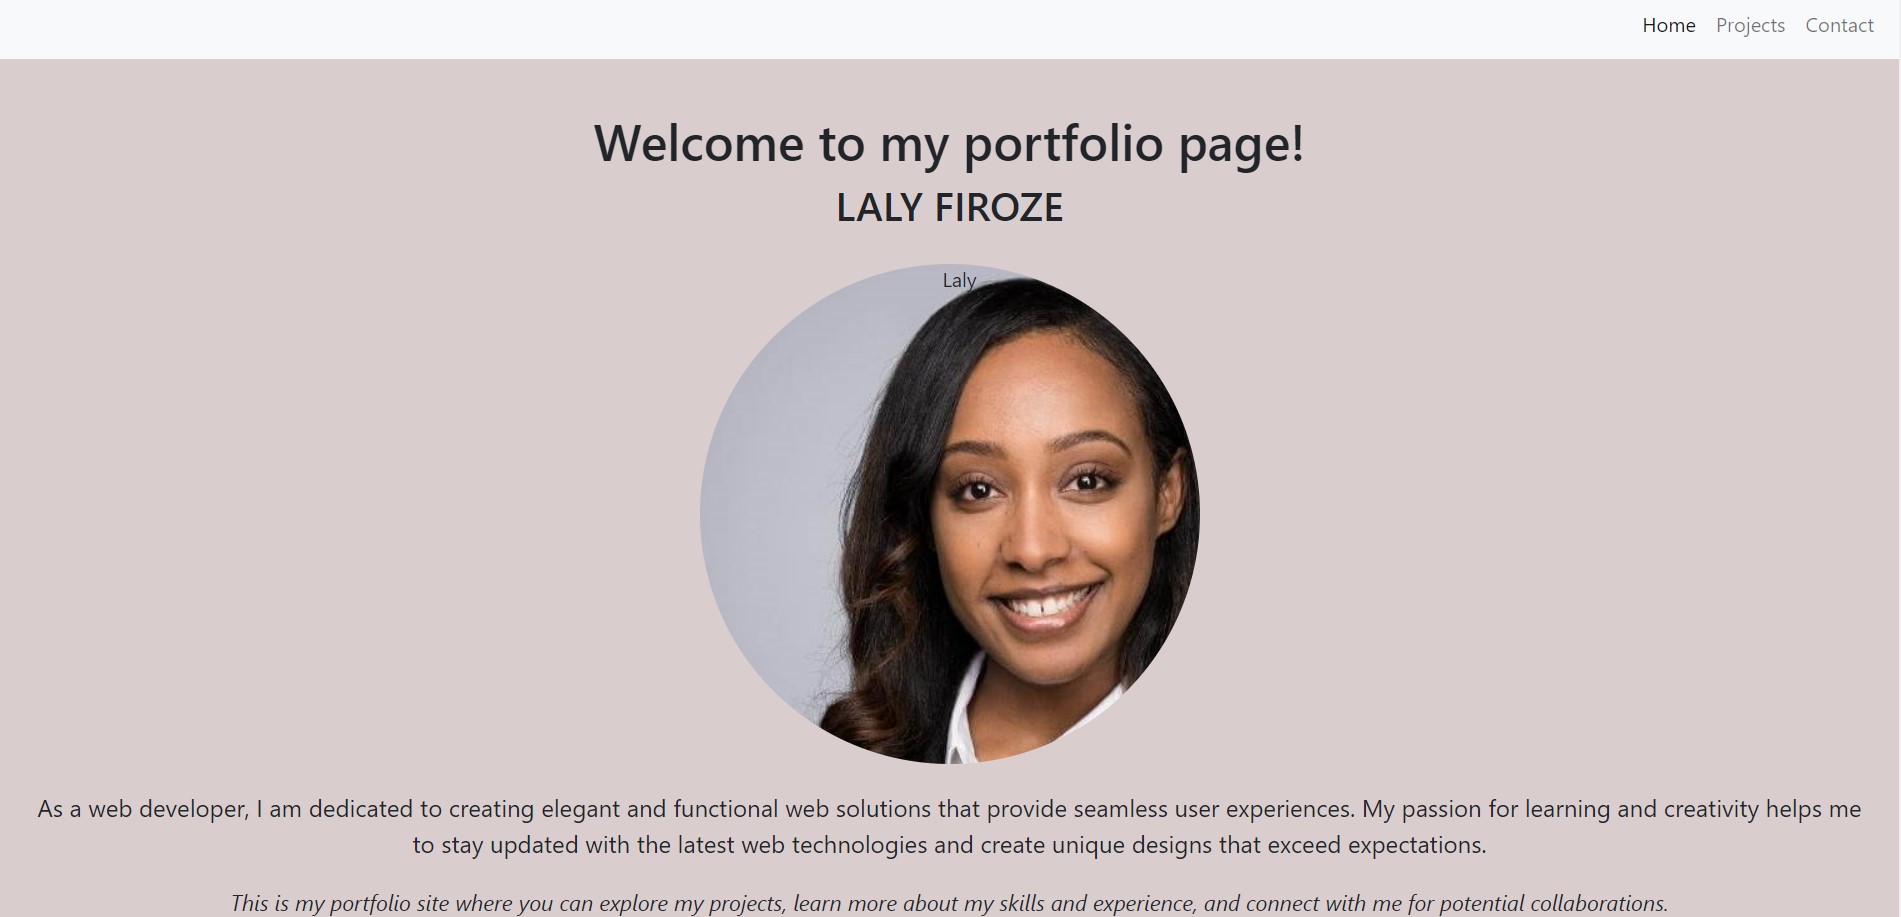 Home Projects Contact
Welcome to my portfolio page!
LALY FIROZE
Laly
As a web developer, I am dedicated to creating elegant and functional web solutions that provide seamless user experiences. My passion for learning and creativity helps me
to stay updated with the latest web technologies and create unique designs that exceed expectations.
This is my portfolio site where you can explore my projects, learn more about my skills and experience, and connect with me for potential collaborations.